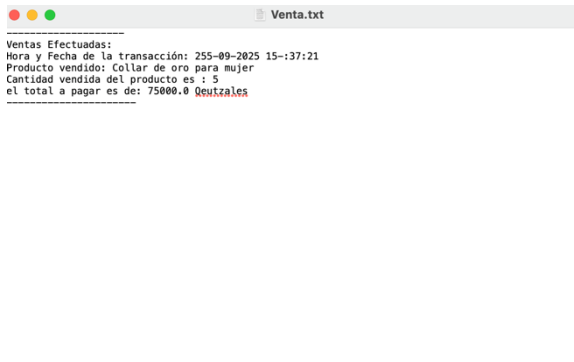 Venta.txt
--------------------
Ventas Efectuadas:
Hora y Fecha de la transacción: 255-09-2025 15-:37:21
Producto vendido: Collar de oro para mujer
Cantidad vendida del producto es : 5
el total a pagar es de: 75000.0 Qeutzales
----------------------